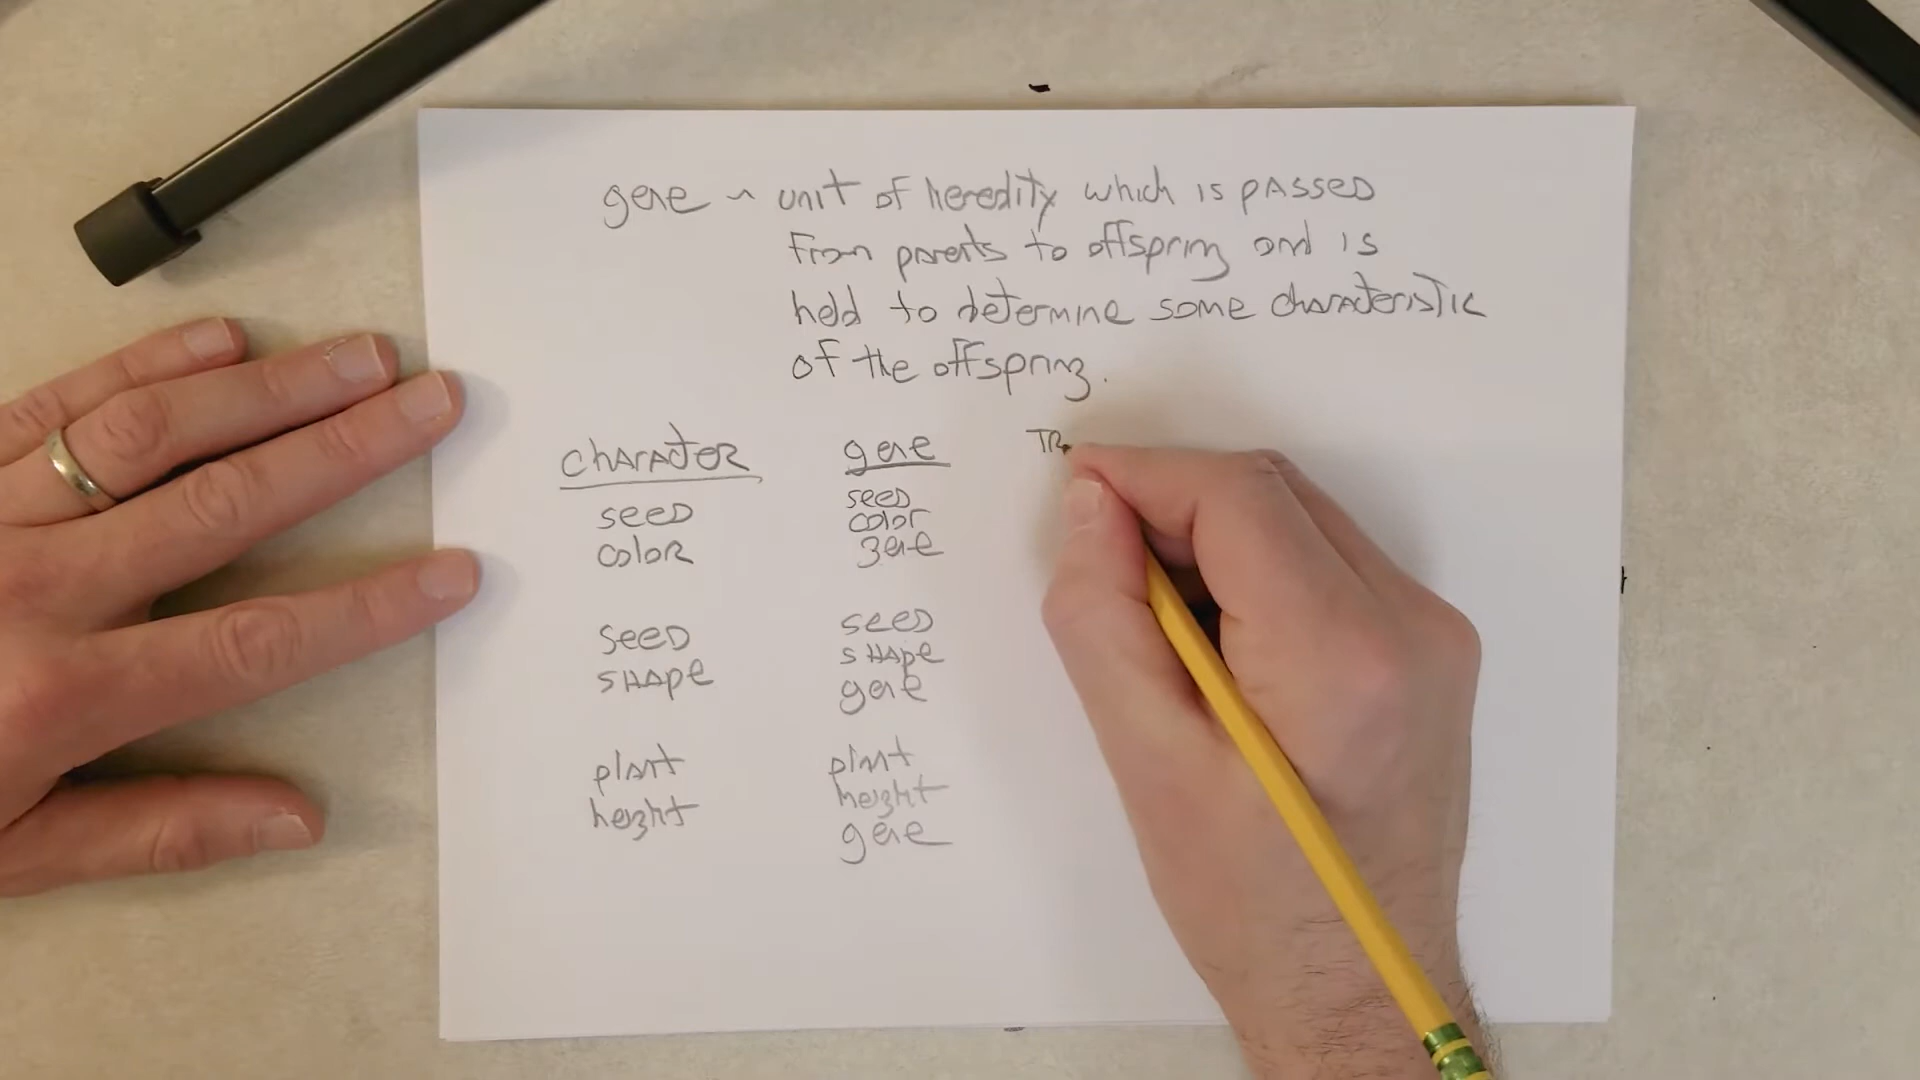 gene ~ unit of heredity which is passed
from parents to offspring and is
held to determine some characteristic
of the offspring.
character gene TR
seed
color
seed
color
gene
seed
shape
seed
shape
gene
plant
height
plant
height
gene